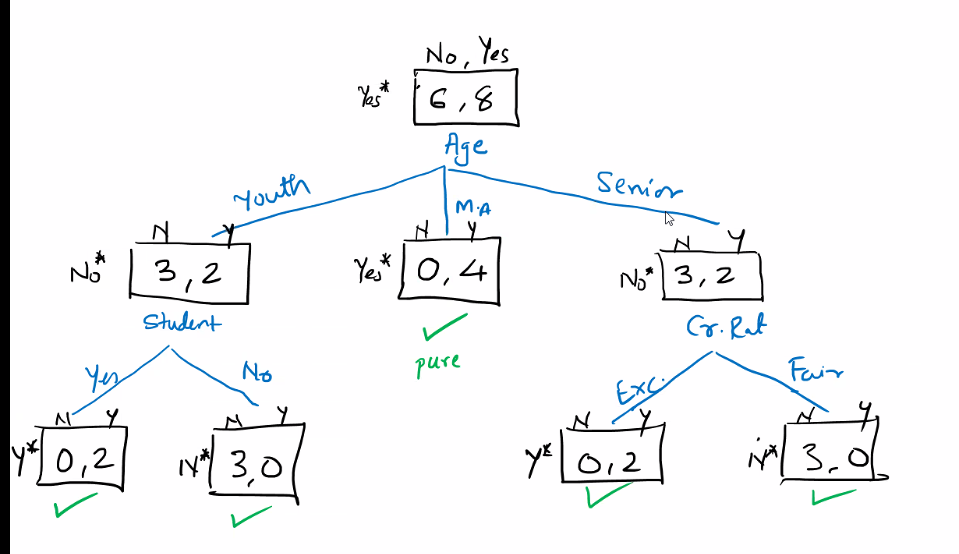 No, Yes
Yes* 6, 8
Age
Youth M.A Senior
N Y N Y N Y
No* 3, 2 Yes* 0, 4 No* 3, 2
Student pure Cr. Rat
Yes No Exc. Fair
N Y N Y N Y N Y
Y* 0, 2 N* 3, 0 Y* 0, 2 N* 3, 0